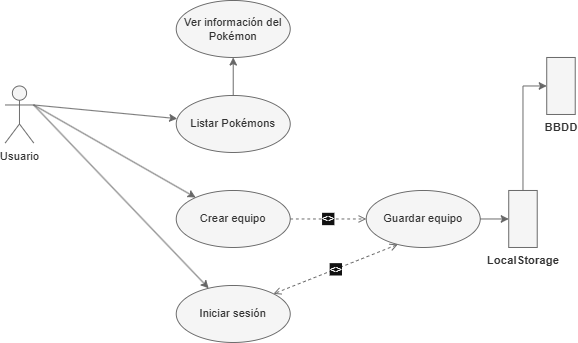 Ver información del
Pokémon
Usuario
Listar Pokémons
BBDD
Crear equipo
<>
Guardar equipo
LocalStorage
<>
Iniciar sesión